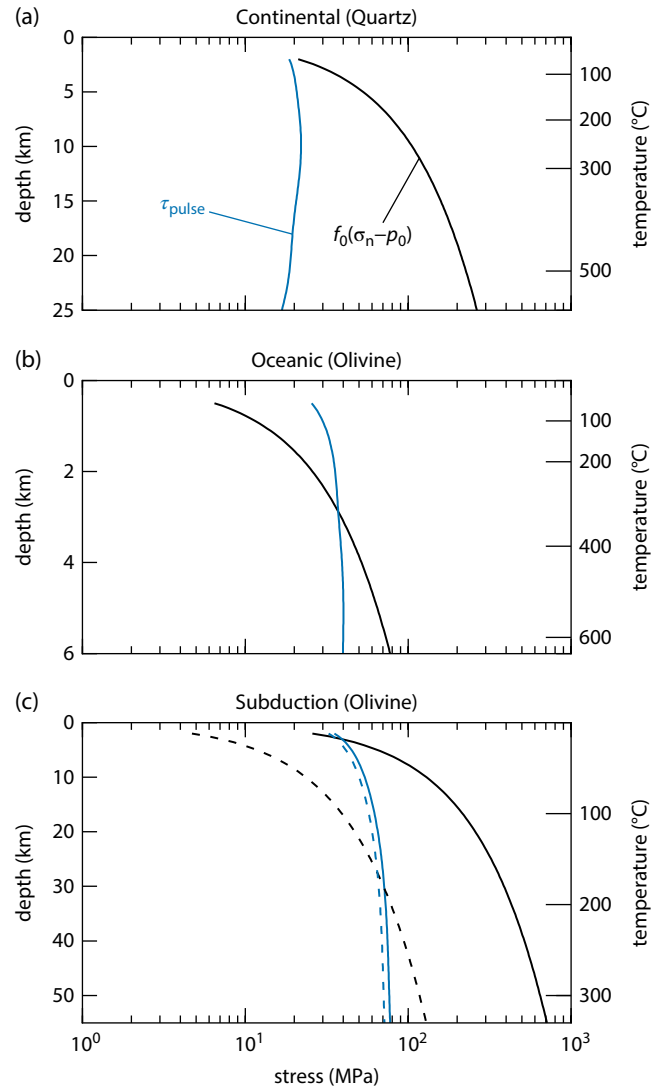 (a) Continental (Quartz)
0
5
10
15
20
25
depth (km)
100
200
300
500
temperature (°C)
τpulse
f0(σn−p0)
(b) Oceanic (Olivine)
0
2
4
6
depth (km)
100
200
400
600
temperature (°C)
(c) Subduction (Olivine)
0
10
20
30
40
50
depth (km)
100
200
300
temperature (°C)
10^0 10^1 10^2 10^3
stress (MPa)